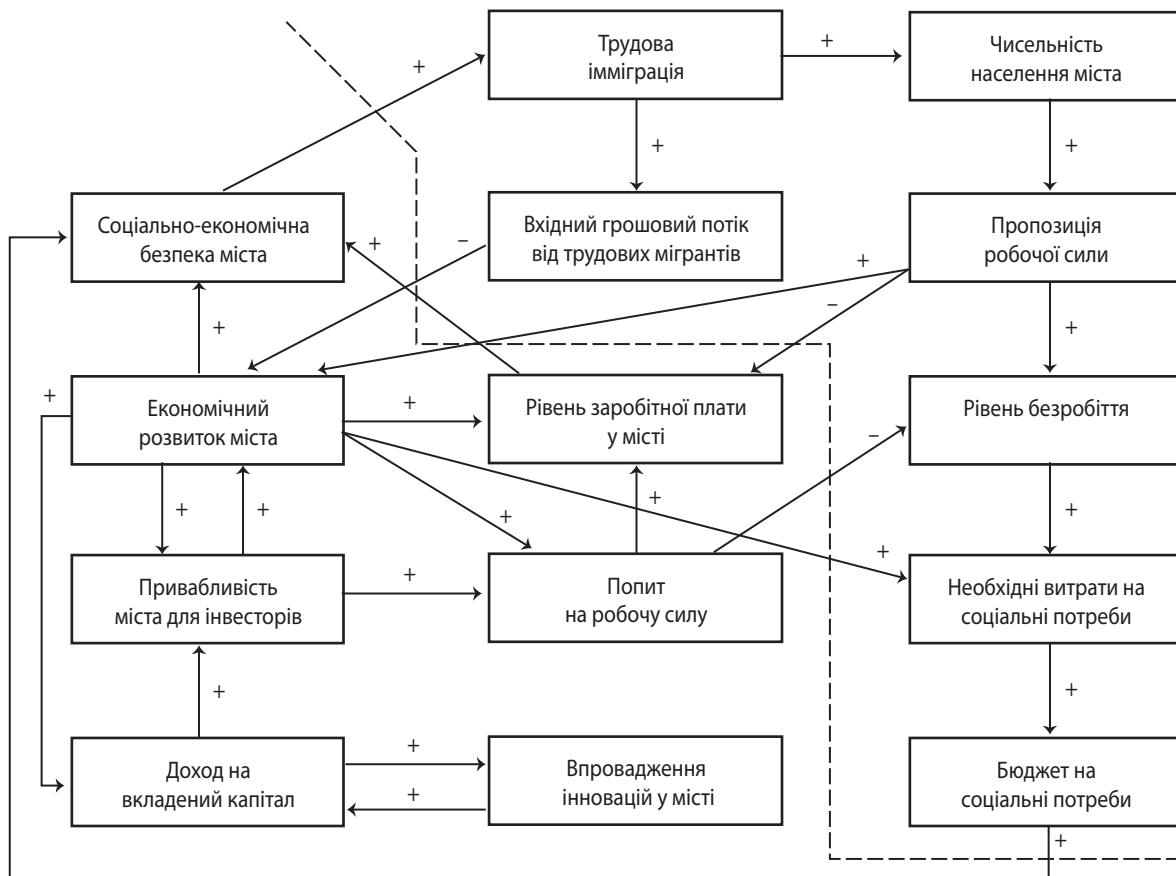 Трудова
імміграція
+
Чисельність
населення міста
+
+
+
Соціально-економічна
безпека міста
+
–
Вхідний грошовий потік
від трудових мігрантів
+
–
Пропозиція
робочої сили
+
+
+
Економічний
розвиток міста
+
Рівень заробітної плати
у місті
–
Рівень безробіття
+
+
+
+
+
+
Привабливість
міста для інвесторів
+
Попит
на робочу силу
Необхідні витрати на
соціальні потреби
+
+
Доход на
вкладений капітал
+
+
Впровадження
інновацій у місті
Бюджет на
соціальні потреби
+